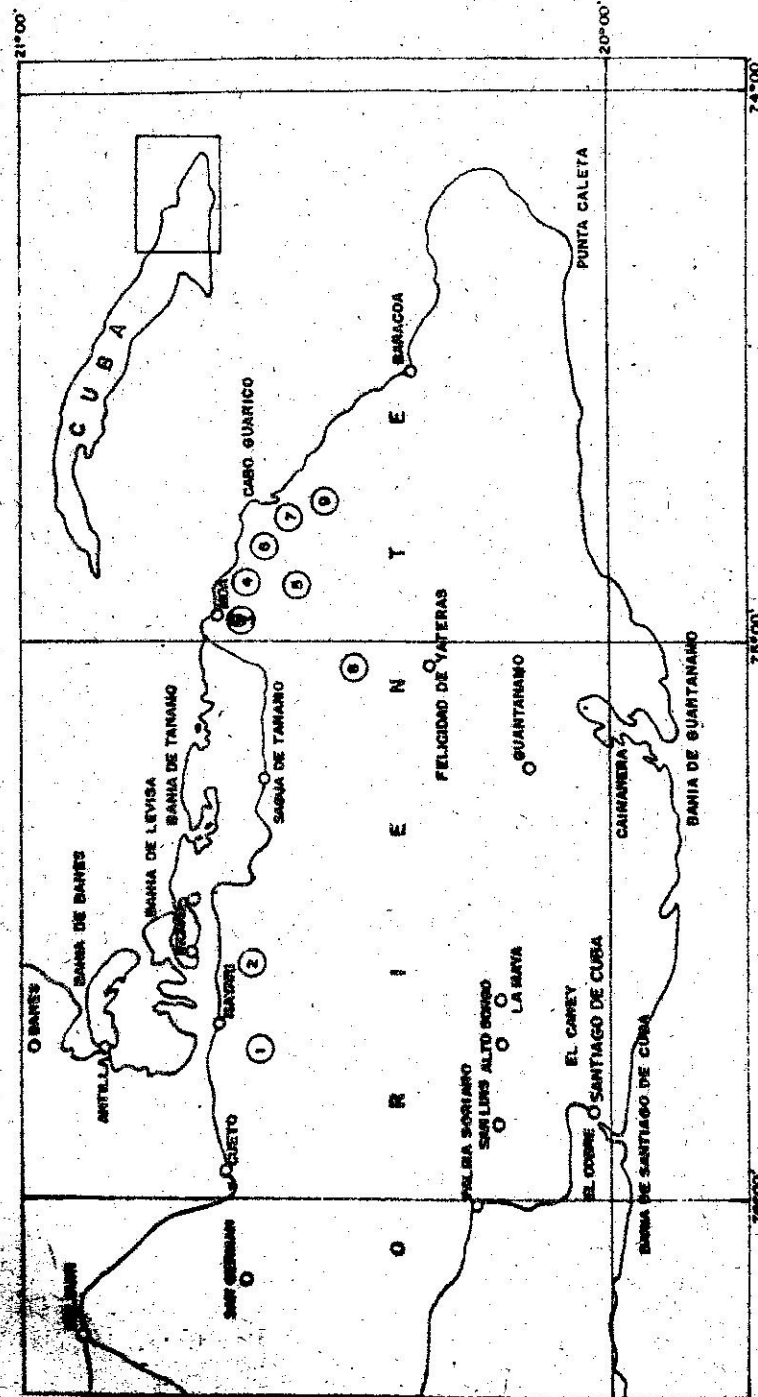 21°00'
20°00'
74°00'
75°00'
CUBA
ORIENTE
BANES
BAHIA DE BANES
ANTILLA
BAHIA DE LEVISA
BAHIA DE TANAMO
MAYARI
CUETO
SAGUA DE TANAMO
MOA
CABO GUARICO
BARACOA
PUNTA CALETA
SAN GERMAN
1
2
4
5
6
7
9
8
FELICIDAD DE YATERAS
GUANTANAMO
CAIMANERA
BAHIA DE GUANTANAMO
PALMA SORIANO
SAN LUIS
ALTO SONGO
LA MAYA
EL CANEY
SANTIAGO DE CUBA
EL COBRE
BAHIA DE SANTIAGO DE CUBA